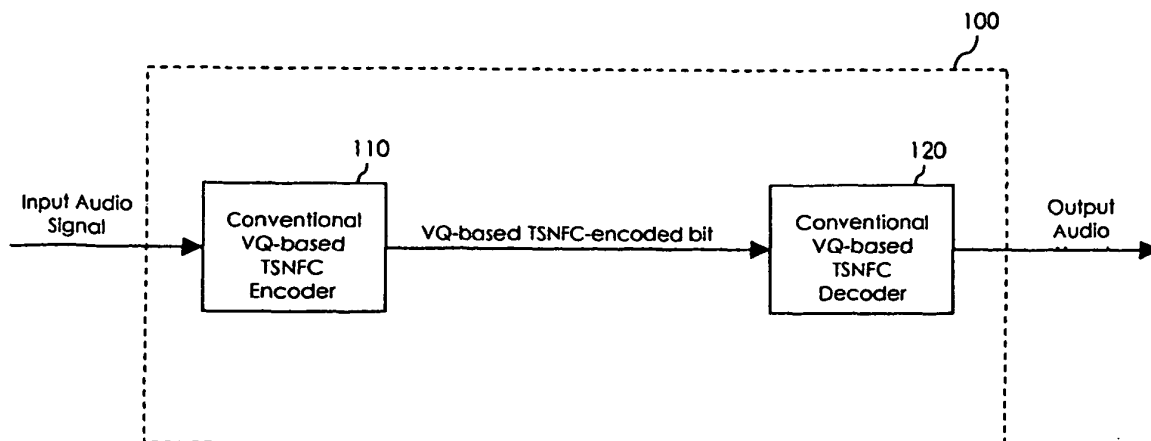 100
110
120
Input Audio
Signal
Conventional
VQ-based
TSNFC
Encoder
VQ-based TSNFC-encoded bit
Conventional
VQ-based
TSNFC
Decoder
Output
Audio